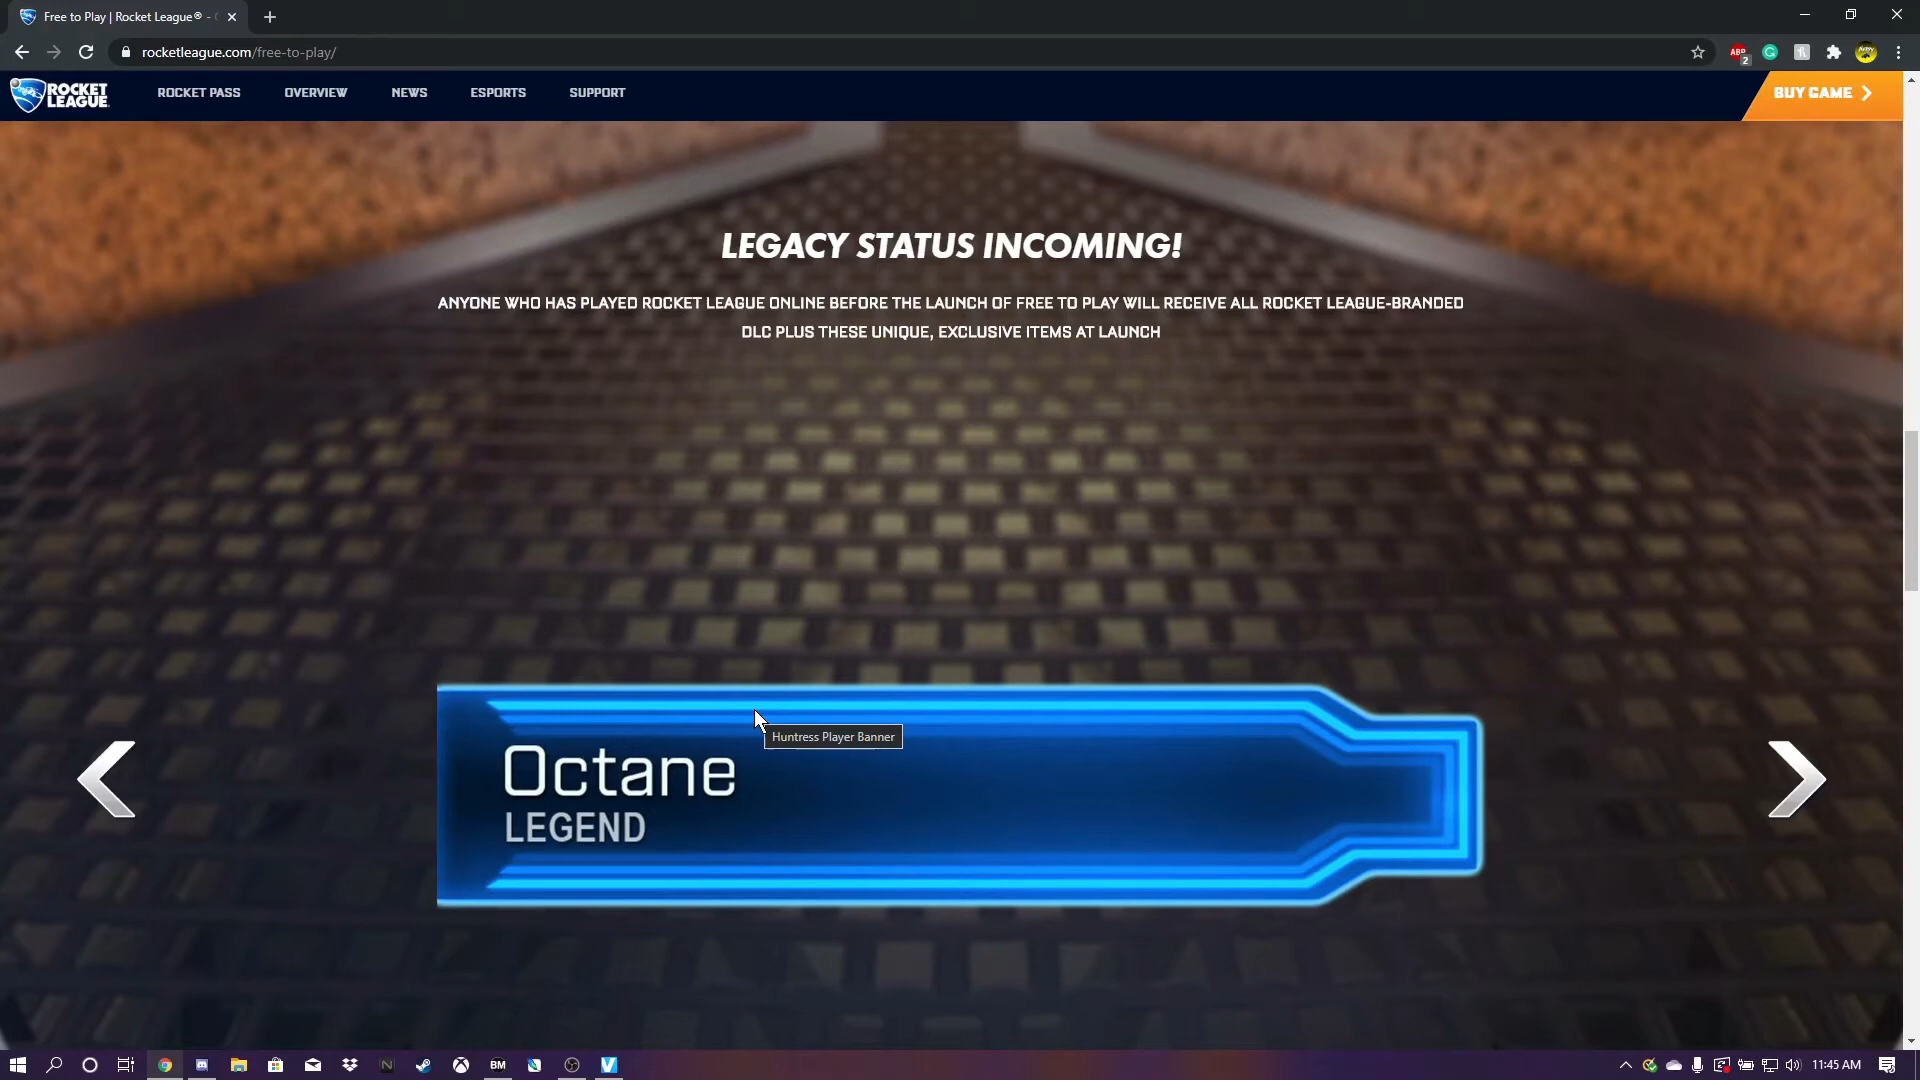 Free to Play | Rocket League® -
rocketleague.com/free-to-play/
ABP
2
ROCKET LEAGUE
ROCKET PASS
OVERVIEW
NEWS
ESPORTS
SUPPORT
BUY GAME
LEGACY STATUS INCOMING!
ANYONE WHO HAS PLAYED ROCKET LEAGUE ONLINE BEFORE THE LAUNCH OF FREE TO PLAY WILL RECEIVE ALL ROCKET LEAGUE-BRANDED
DLC PLUS THESE UNIQUE, EXCLUSIVE ITEMS AT LAUNCH
Huntress Player Banner
Octane
LEGEND
BM
11:45 AM